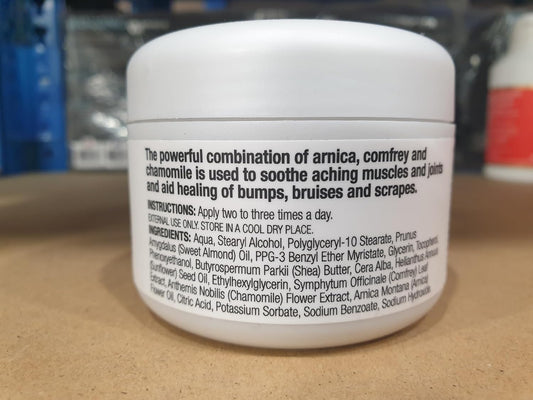 The powerful combination of arnica, comfrey and
chamomile is used to soothe aching muscles and joints
and aid healing of bumps, bruises and scrapes.
INSTRUCTIONS: Apply two to three times a day.
EXTERNAL USE ONLY. STORE IN A COOL DRY PLACE.
INGREDIENTS: Aqua, Stearyl Alcohol, Polyglyceryl-10 Stearate, Prunus
Amygdalus (Sweet Almond) Oil, PPG-3 Benzyl Ether Myristate, Glycerin, Tocopherol,
Phenoxyethanol, Butyrospermum Parkii (Shea) Butter, Cera Alba, Helianthus Annuus
(Sunflower) Seed Oil, Ethylhexylglycerin, Symphytum Officinale (Comfrey) Leaf
Extract, Anthemis Nobilis (Chamomile) Flower Extract, Arnica Montana (Arnica)
Flower Oil, Citric Acid, Potassium Sorbate, Sodium Benzoate, Sodium Hydroxide.